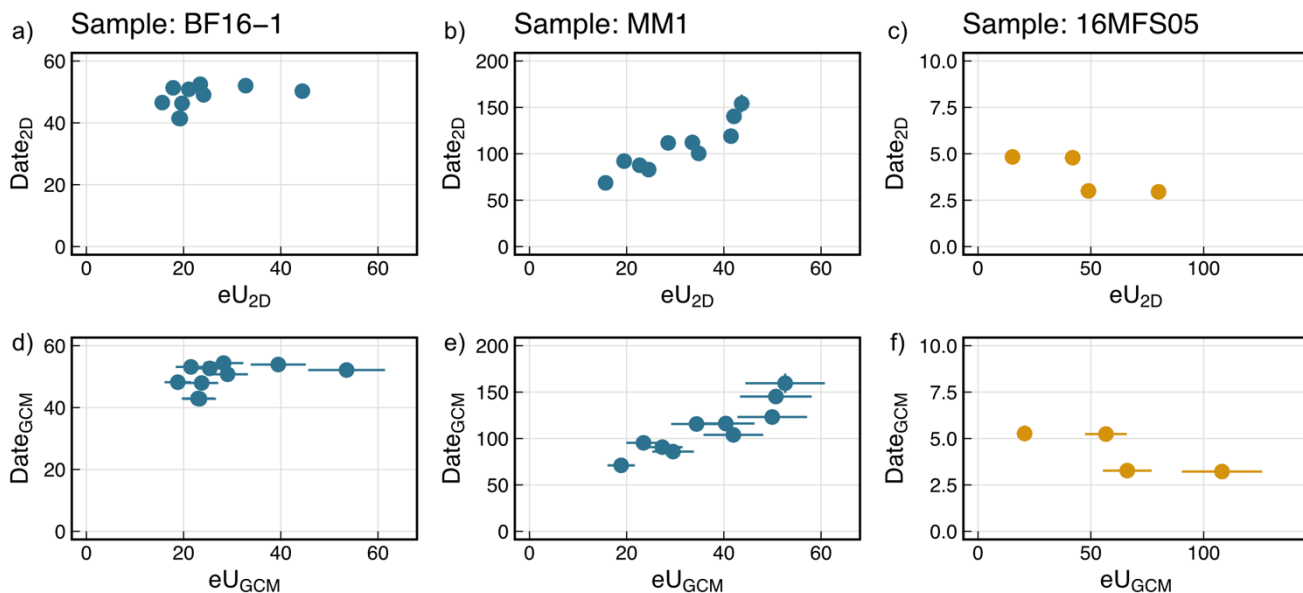 a) Sample: BF16-1
60
40
20
0
Date2D
0 20 40 60
eU2D
b) Sample: MM1
200
150
100
50
0
Date2D
0 20 40 60
eU2D
c) Sample: 16MFS05
10.0
7.5
5.0
2.5
0.0
Date2D
0 50 100
eU2D
d)
60
40
20
0
DateGCM
0 20 40 60
eUGCM
e)
200
150
100
50
0
DateGCM
0 20 40 60
eUGCM
f)
10.0
7.5
5.0
2.5
0.0
DateGCM
0 50 100
eUGCM